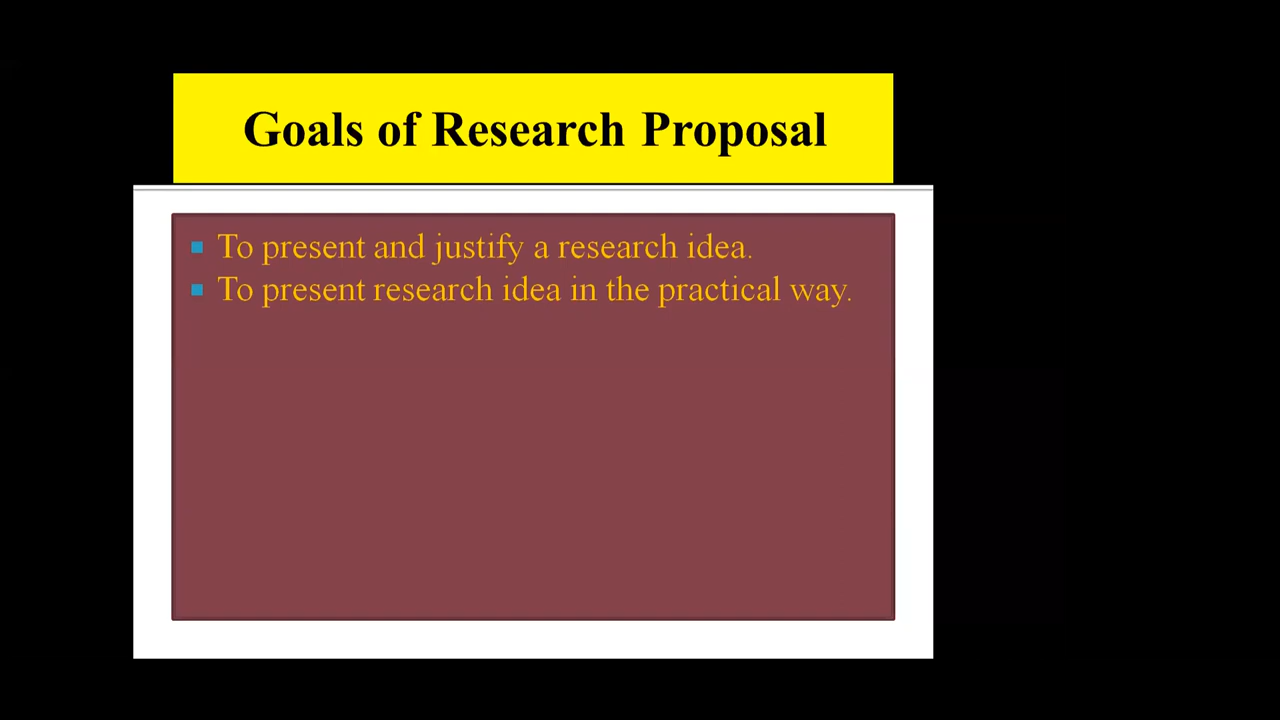 Goals of Research Proposal
To present and justify a research idea.
To present research idea in the practical way.